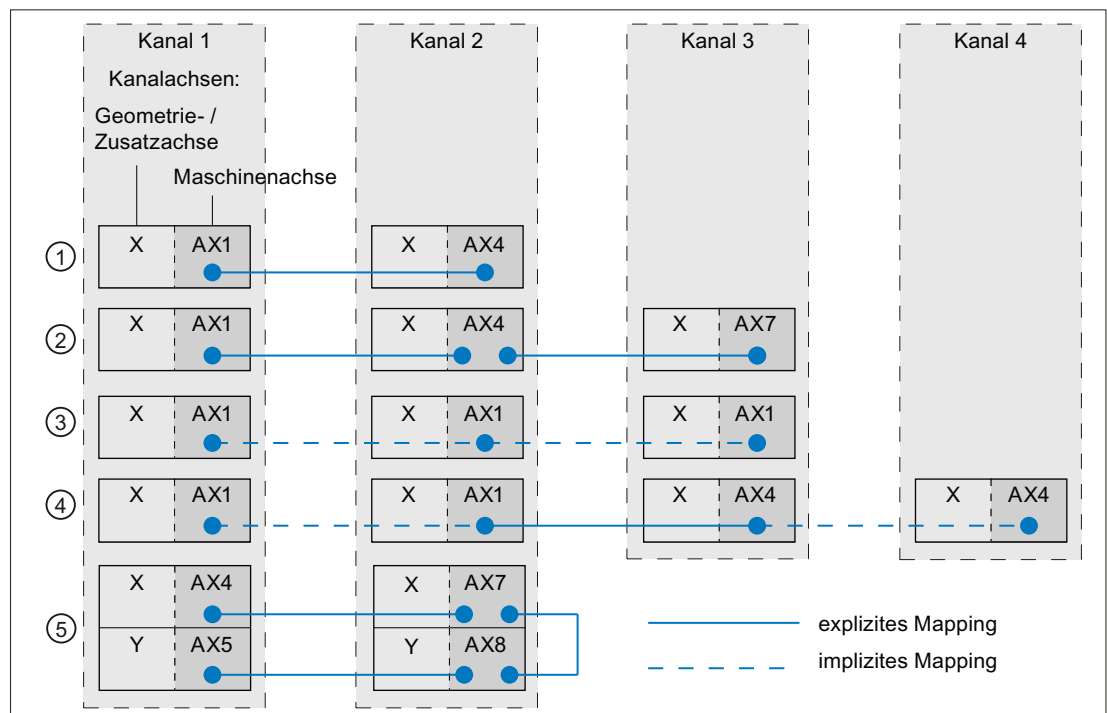 Kanal 1 Kanal 2 Kanal 3 Kanal 4
Kanalachsen:
Geometrie- /
Zusatzachse
Maschinenachse
1 X AX1 X AX4
2 X AX1 X AX4 X AX7
3 X AX1 X AX1 X AX1
4 X AX1 X AX1 X AX4 X AX4
5 X AX4 X AX7
Y AX5 Y AX8
explizites Mapping
implizites Mapping